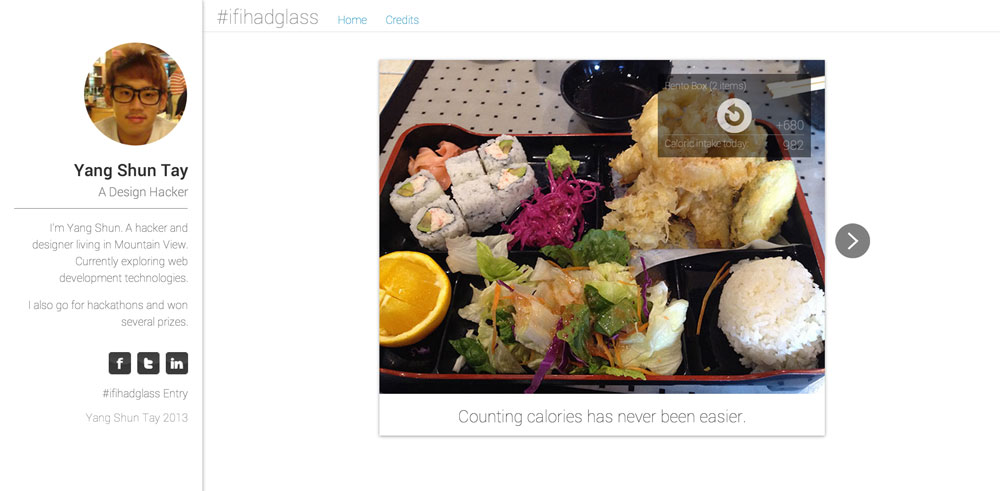 #ifihadglass Home Credits
Yang Shun Tay
A Design Hacker
I'm Yang Shun. A hacker and
designer living in Mountain View.
Currently exploring web
development technologies.
I also go for hackathons and won
several prizes.
#ifihadglass Entry
Yang Shun Tay 2013
Bento Box (2 items)
+680
Caloric intake today: 982
Counting calories has never been easier.